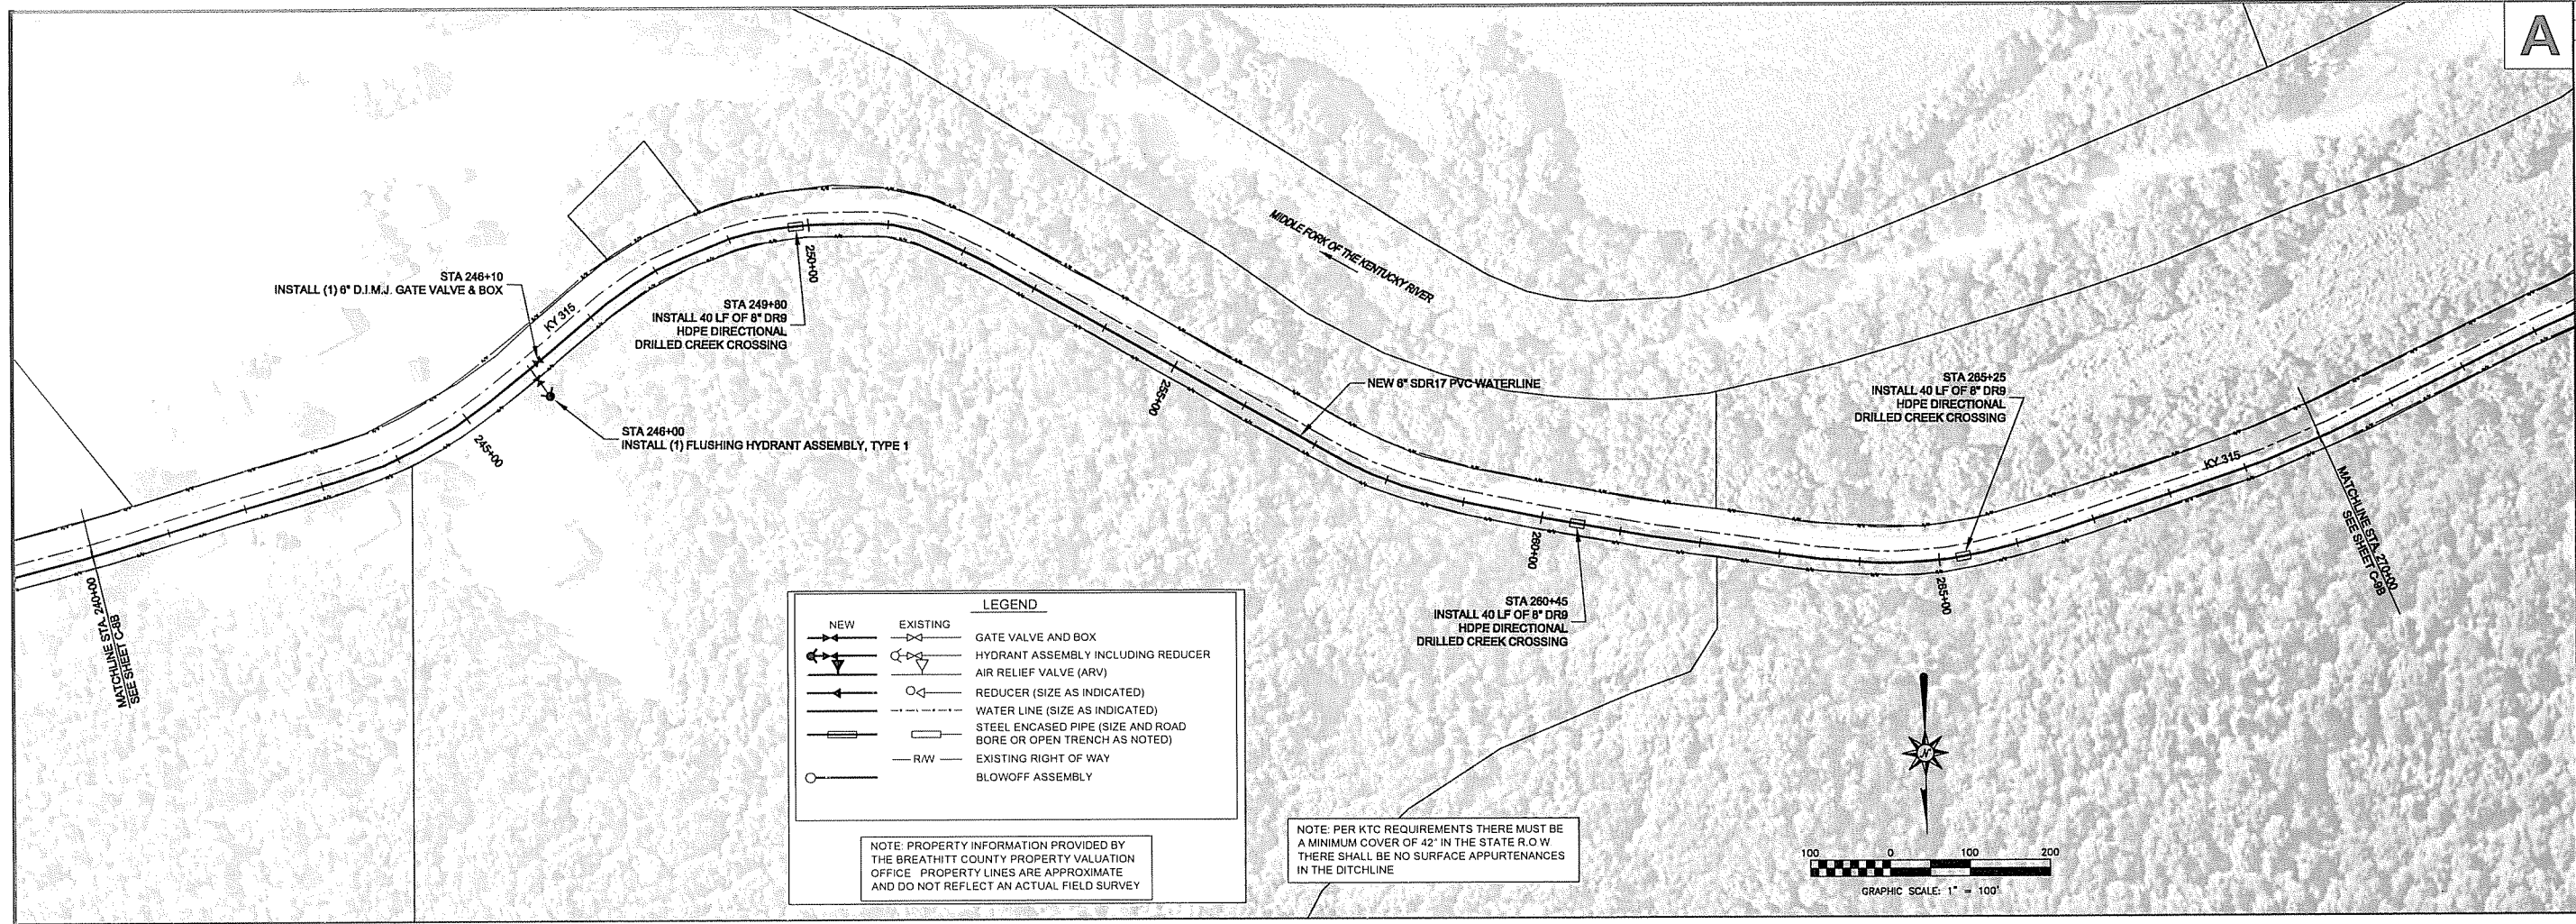 A
STA 246+10
INSTALL (1) 6" D.I.M.J. GATE VALVE & BOX
KY 315
STA 249+80
INSTALL 40 LF OF 8" DR9
HDPE DIRECTIONAL
DRILLED CREEK CROSSING
250+00
STA 246+00
INSTALL (1) FLUSHING HYDRANT ASSEMBLY, TYPE 1
245+00
MATCHLINE STA. 240+00
SEE SHEET C-8B
MIDDLE FORK OF THE KENTUCKY RIVER
255+00
NEW 6" SDR17 PVC WATERLINE
STA 265+25
INSTALL 40 LF OF 8" DR9
HDPE DIRECTIONAL
DRILLED CREEK CROSSING
KY 315
MATCHLINE STA. 270+00
SEE SHEET C-9B
260+00
265+00
STA 260+45
INSTALL 40 LF OF 8" DR9
HDPE DIRECTIONAL
DRILLED CREEK CROSSING
LEGEND
NEW EXISTING
GATE VALVE AND BOX
HYDRANT ASSEMBLY INCLUDING REDUCER
AIR RELIEF VALVE (ARV)
REDUCER (SIZE AS INDICATED)
WATER LINE (SIZE AS INDICATED)
STEEL ENCASED PIPE (SIZE AND ROAD
BORE OR OPEN TRENCH AS NOTED)
R/W EXISTING RIGHT OF WAY
BLOWOFF ASSEMBLY
NOTE: PROPERTY INFORMATION PROVIDED BY
THE BREATHITT COUNTY PROPERTY VALUATION
OFFICE PROPERTY LINES ARE APPROXIMATE
AND DO NOT REFLECT AN ACTUAL FIELD SURVEY
NOTE: PER KTC REQUIREMENTS THERE MUST BE
A MINIMUM COVER OF 42" IN THE STATE R.O W
THERE SHALL BE NO SURFACE APPURTENANCES
IN THE DITCHLINE
N
100 0 100 200
GRAPHIC SCALE: 1" = 100'